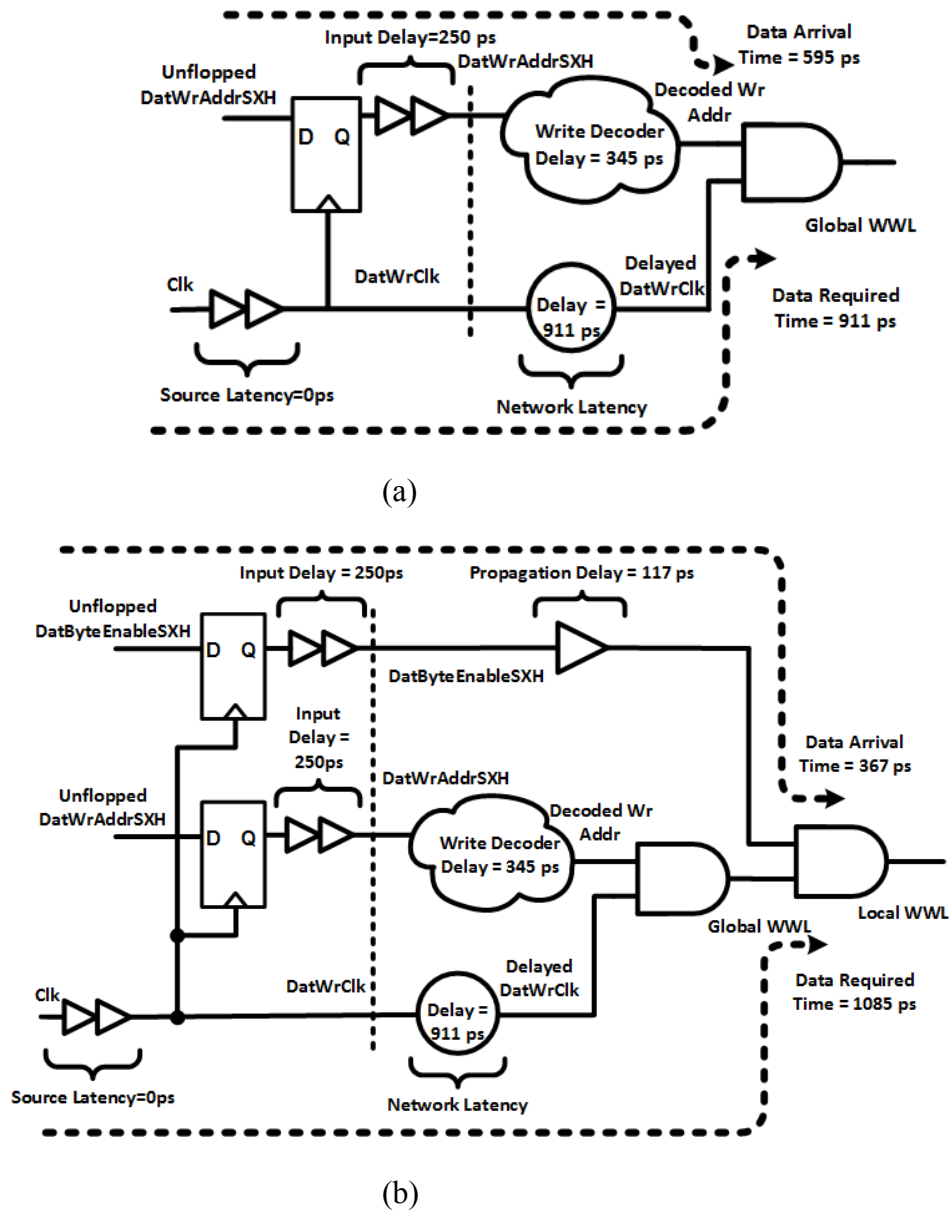 Input Delay=250 ps
Data Arrival
Time = 595 ps
Unflopped
DatWrAddrSXH
DatWrAddrSXH
Decoded Wr
Addr
D Q
Write Decoder
Delay = 345 ps
Global WWL
Clk
DatWrClk
Delayed
DatWrClk
Delay =
911 ps
Data Required
Time = 911 ps
Source Latency=0ps
Network Latency
(a)
Input Delay = 250ps
Propagation Delay = 117 ps
Unflopped
DatByteEnableSXH
D Q
DatByteEnableSXH
Input
Delay =
250ps
Data Arrival
Time = 367 ps
Unflopped
DatWrAddrSXH
DatWrAddrSXH
D Q
Decoded Wr
Addr
Write Decoder
Delay = 345 ps
Global WWL
Local WWL
Clk
DatWrClk
Delayed
DatWrClk
Delay =
911 ps
Data Required
Time = 1085 ps
Source Latency=0ps
Network Latency
(b)